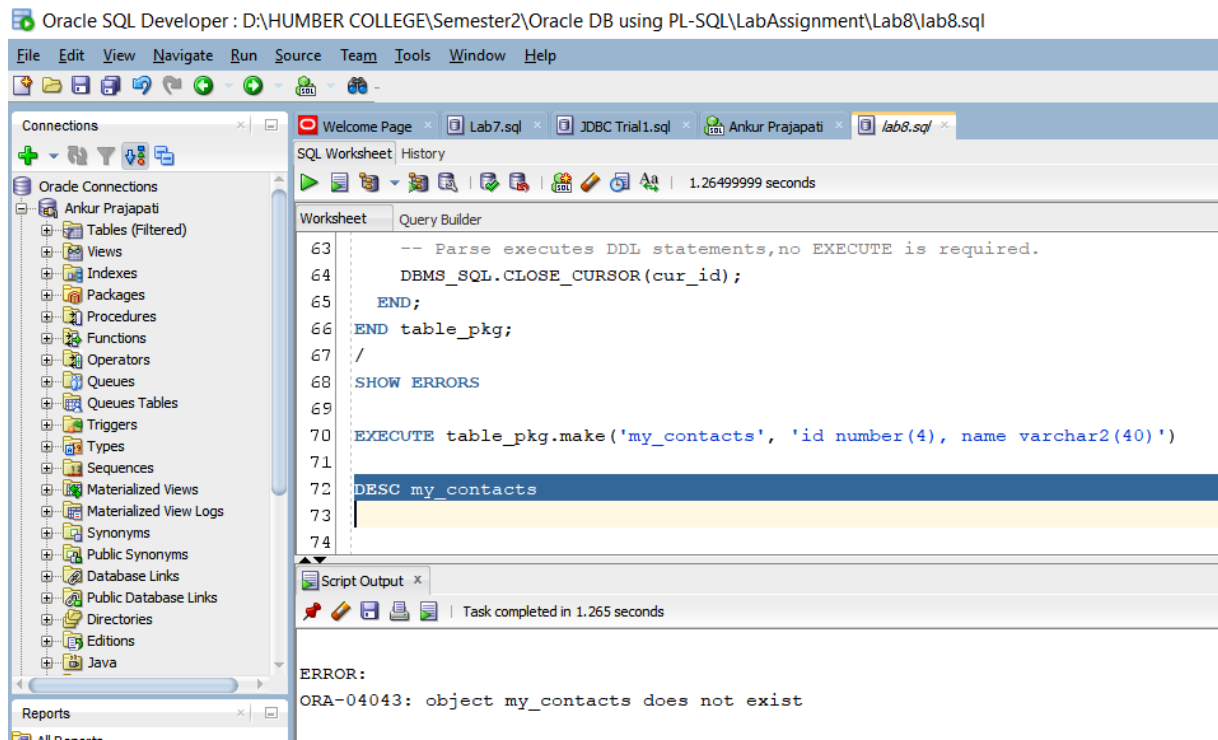 Oracle SQL Developer : D:\HUMBER COLLEGE\Semester2\Oracle DB using PL-SQL\LabAssignment\Lab8\lab8.sql
File Edit View Navigate Run Source Team Tools Window Help
Connections
Welcome Page Lab7.sql JDBC Trial1.sql Ankur Prajapati lab8.sql
SQL Worksheet History
1.26499999 seconds
Worksheet Query Builder
Oracle Connections
Ankur Prajapati
Tables (Filtered)
Views
Indexes
Packages
Procedures
Functions
Operators
Queues
Queues Tables
Triggers
Types
Sequences
Materialized Views
Materialized View Logs
Synonyms
Public Synonyms
Database Links
Public Database Links
Directories
Editions
Java
Reports
All Reports
63 -- Parse executes DDL statements,no EXECUTE is required.
64 DBMS_SQL.CLOSE_CURSOR(cur_id);
65 END;
66 END table_pkg;
67 /
68 SHOW ERRORS
69
70 EXECUTE table_pkg.make('my_contacts', 'id number(4), name varchar2(40)')
71
72 DESC my_contacts
73
74
Script Output
Task completed in 1.265 seconds
ERROR:
ORA-04043: object my_contacts does not exist